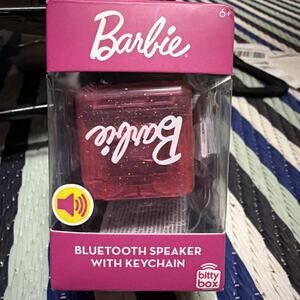 Barbie
6+
Barbie
BLUETOOTH SPEAKER
WITH KEYCHAIN
bitty
box